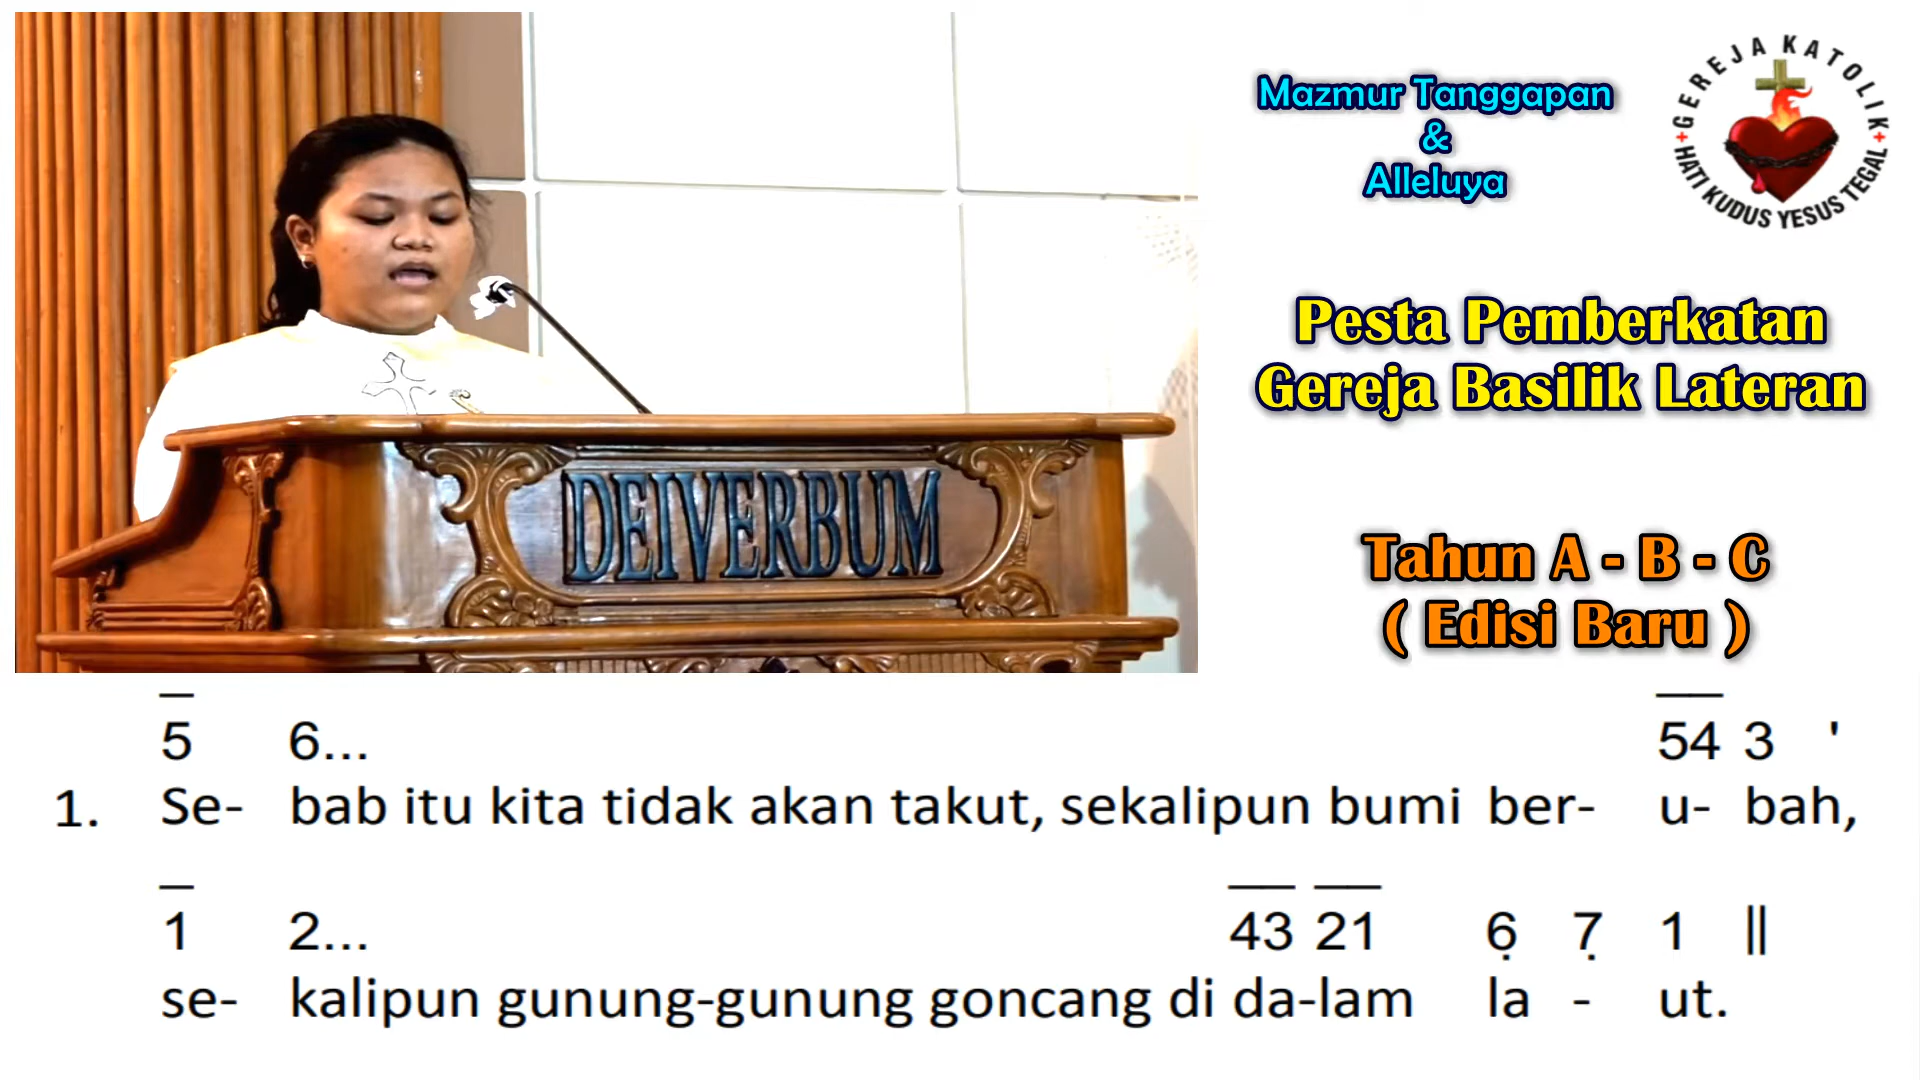 Mazmur Tanggapan
&
Alleluya
GEREJA KATOLIK
HATI KUDUS YESUS TEGAL
Pesta Pemberkatan
Gereja Basilik Lateran
Tahun A - B - C
( Edisi Baru )
DEIVERBUM
5 6... 54 3 '
1. Se- bab itu kita tidak akan takut, sekalipun bumi ber- u- bah,
1 2... 43 21 6̣ 7̣ 1 ||
se- kalipun gunung-gunung goncang di da-lam la - ut.